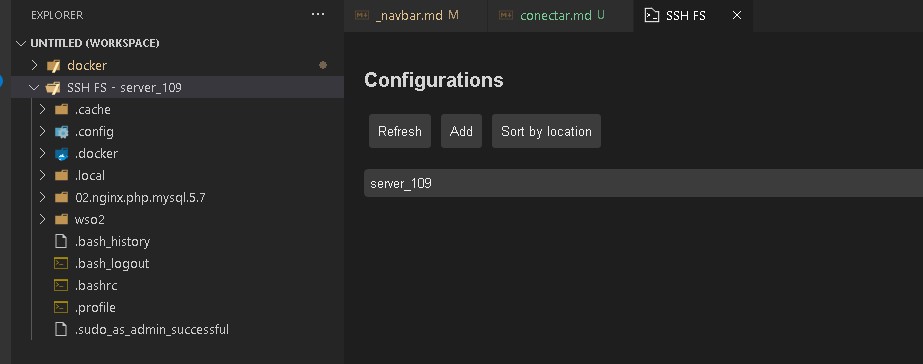 EXPLORER
_navbar.md M
conectar.md U
SSH FS
UNTITLED (WORKSPACE)
docker
SSH FS - server_109
.cache
.config
.docker
.local
02.nginx.php.mysql.5.7
wso2
.bash_history
.bash_logout
.bashrc
.profile
.sudo_as_admin_successful
Configurations
Refresh
Add
Sort by location
server_109